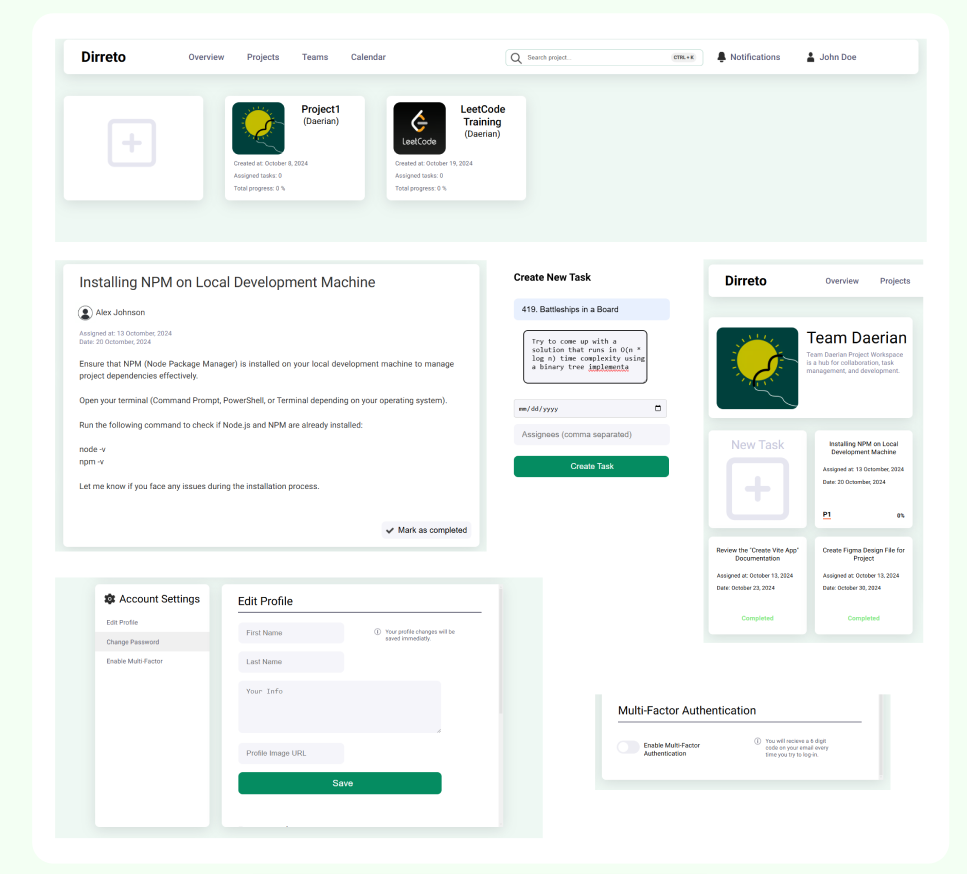 Dirreto
Overview
Projects
Teams
Calendar
Search project...
CTRL + K
Notifications
John Doe
Project1
(Daerian)
Created at: October 8, 2024
Assigned tasks: 0
Total progress: 0 %
LeetCode
LeetCode
Training
(Daerian)
Created at: October 19, 2024
Assigned tasks: 0
Total progress: 0 %
Installing NPM on Local Development Machine
Alex Johnson
Assigned at: 13 Octomber, 2024
Date: 20 Octomber, 2024
Ensure that NPM (Node Package Manager) is installed on your local development machine to manage
project dependencies effectively.
Open your terminal (Command Prompt, PowerShell, or Terminal depending on your operating system).
Run the following command to check if Node.js and NPM are already installed:
node -v
npm -v
Let me know if you face any issues during the installation process.
Mark as completed
Create New Task
419. Battleships in a Board
Try to come up with a
solution that runs in O(n *
log n) time complexity using
a binary tree implementa
mm/dd/yyyy
Assignees (comma separated)
Create Task
Dirreto
Overview
Projects
Team Daerian
Team Daerian Project Workspace
is a hub for collaboration, task
management, and development.
New Task
Installing NPM on Local
Development Machine
Assigned at: 13 Octomber, 2024
Date: 20 Octomber, 2024
P1
0%
Review the "Create Vite App"
Documentation
Assigned at: October 13, 2024
Date: October 23, 2024
Completed
Create Figma Design File for
Project
Assigned at: October 13, 2024
Date: October 30, 2024
Completed
Account Settings
Edit Profile
Change Password
Enable Multi-Factor
Edit Profile
First Name
Your profile changes will be
saved immediatly.
Last Name
Your Info
Profile Image URL
Save
Multi-Factor Authentication
Enable Multi-Factor
Authentication
You will recieve a 6 digit
code on your email every
time you try to log-in.